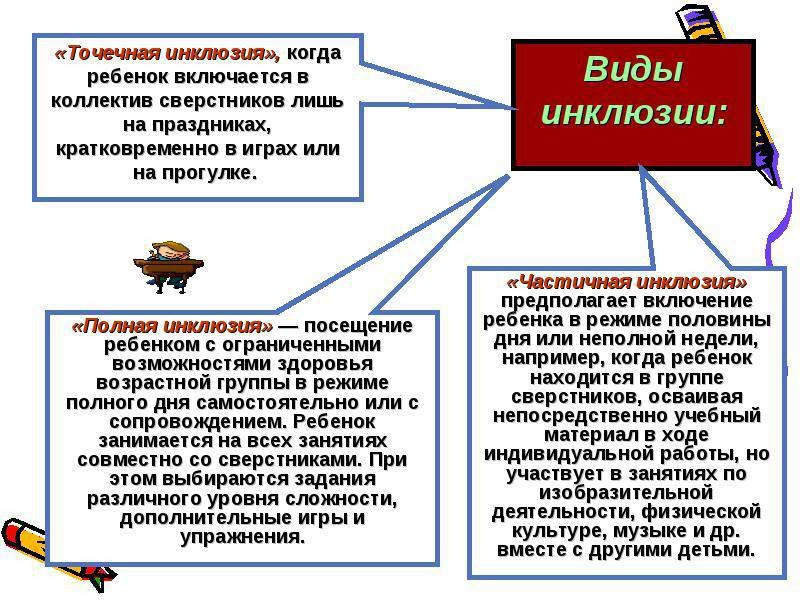 Виды
инклюзии:
«Точечная инклюзия», когда
ребенок включается в
коллектив сверстников лишь
на праздниках,
кратковременно в играх или
на прогулке.
«Полная инклюзия» — посещение
ребенком с ограниченными
возможностями здоровья
возрастной группы в режиме
полного дня самостоятельно или с
сопровождением. Ребенок
занимается на всех занятиях
совместно со сверстниками. При
этом выбираются задания
различного уровня сложности,
дополнительные игры и
упражнения.
«Частичная инклюзия»
предполагает включение
ребенка в режиме половины
дня или неполной недели,
например, когда ребенок
находится в группе
сверстников, осваивая
непосредственно учебный
материал в ходе
индивидуальной работы, но
участвует в занятиях по
изобразительной
деятельности, физической
культуре, музыке и др.
вместе с другими детьми.